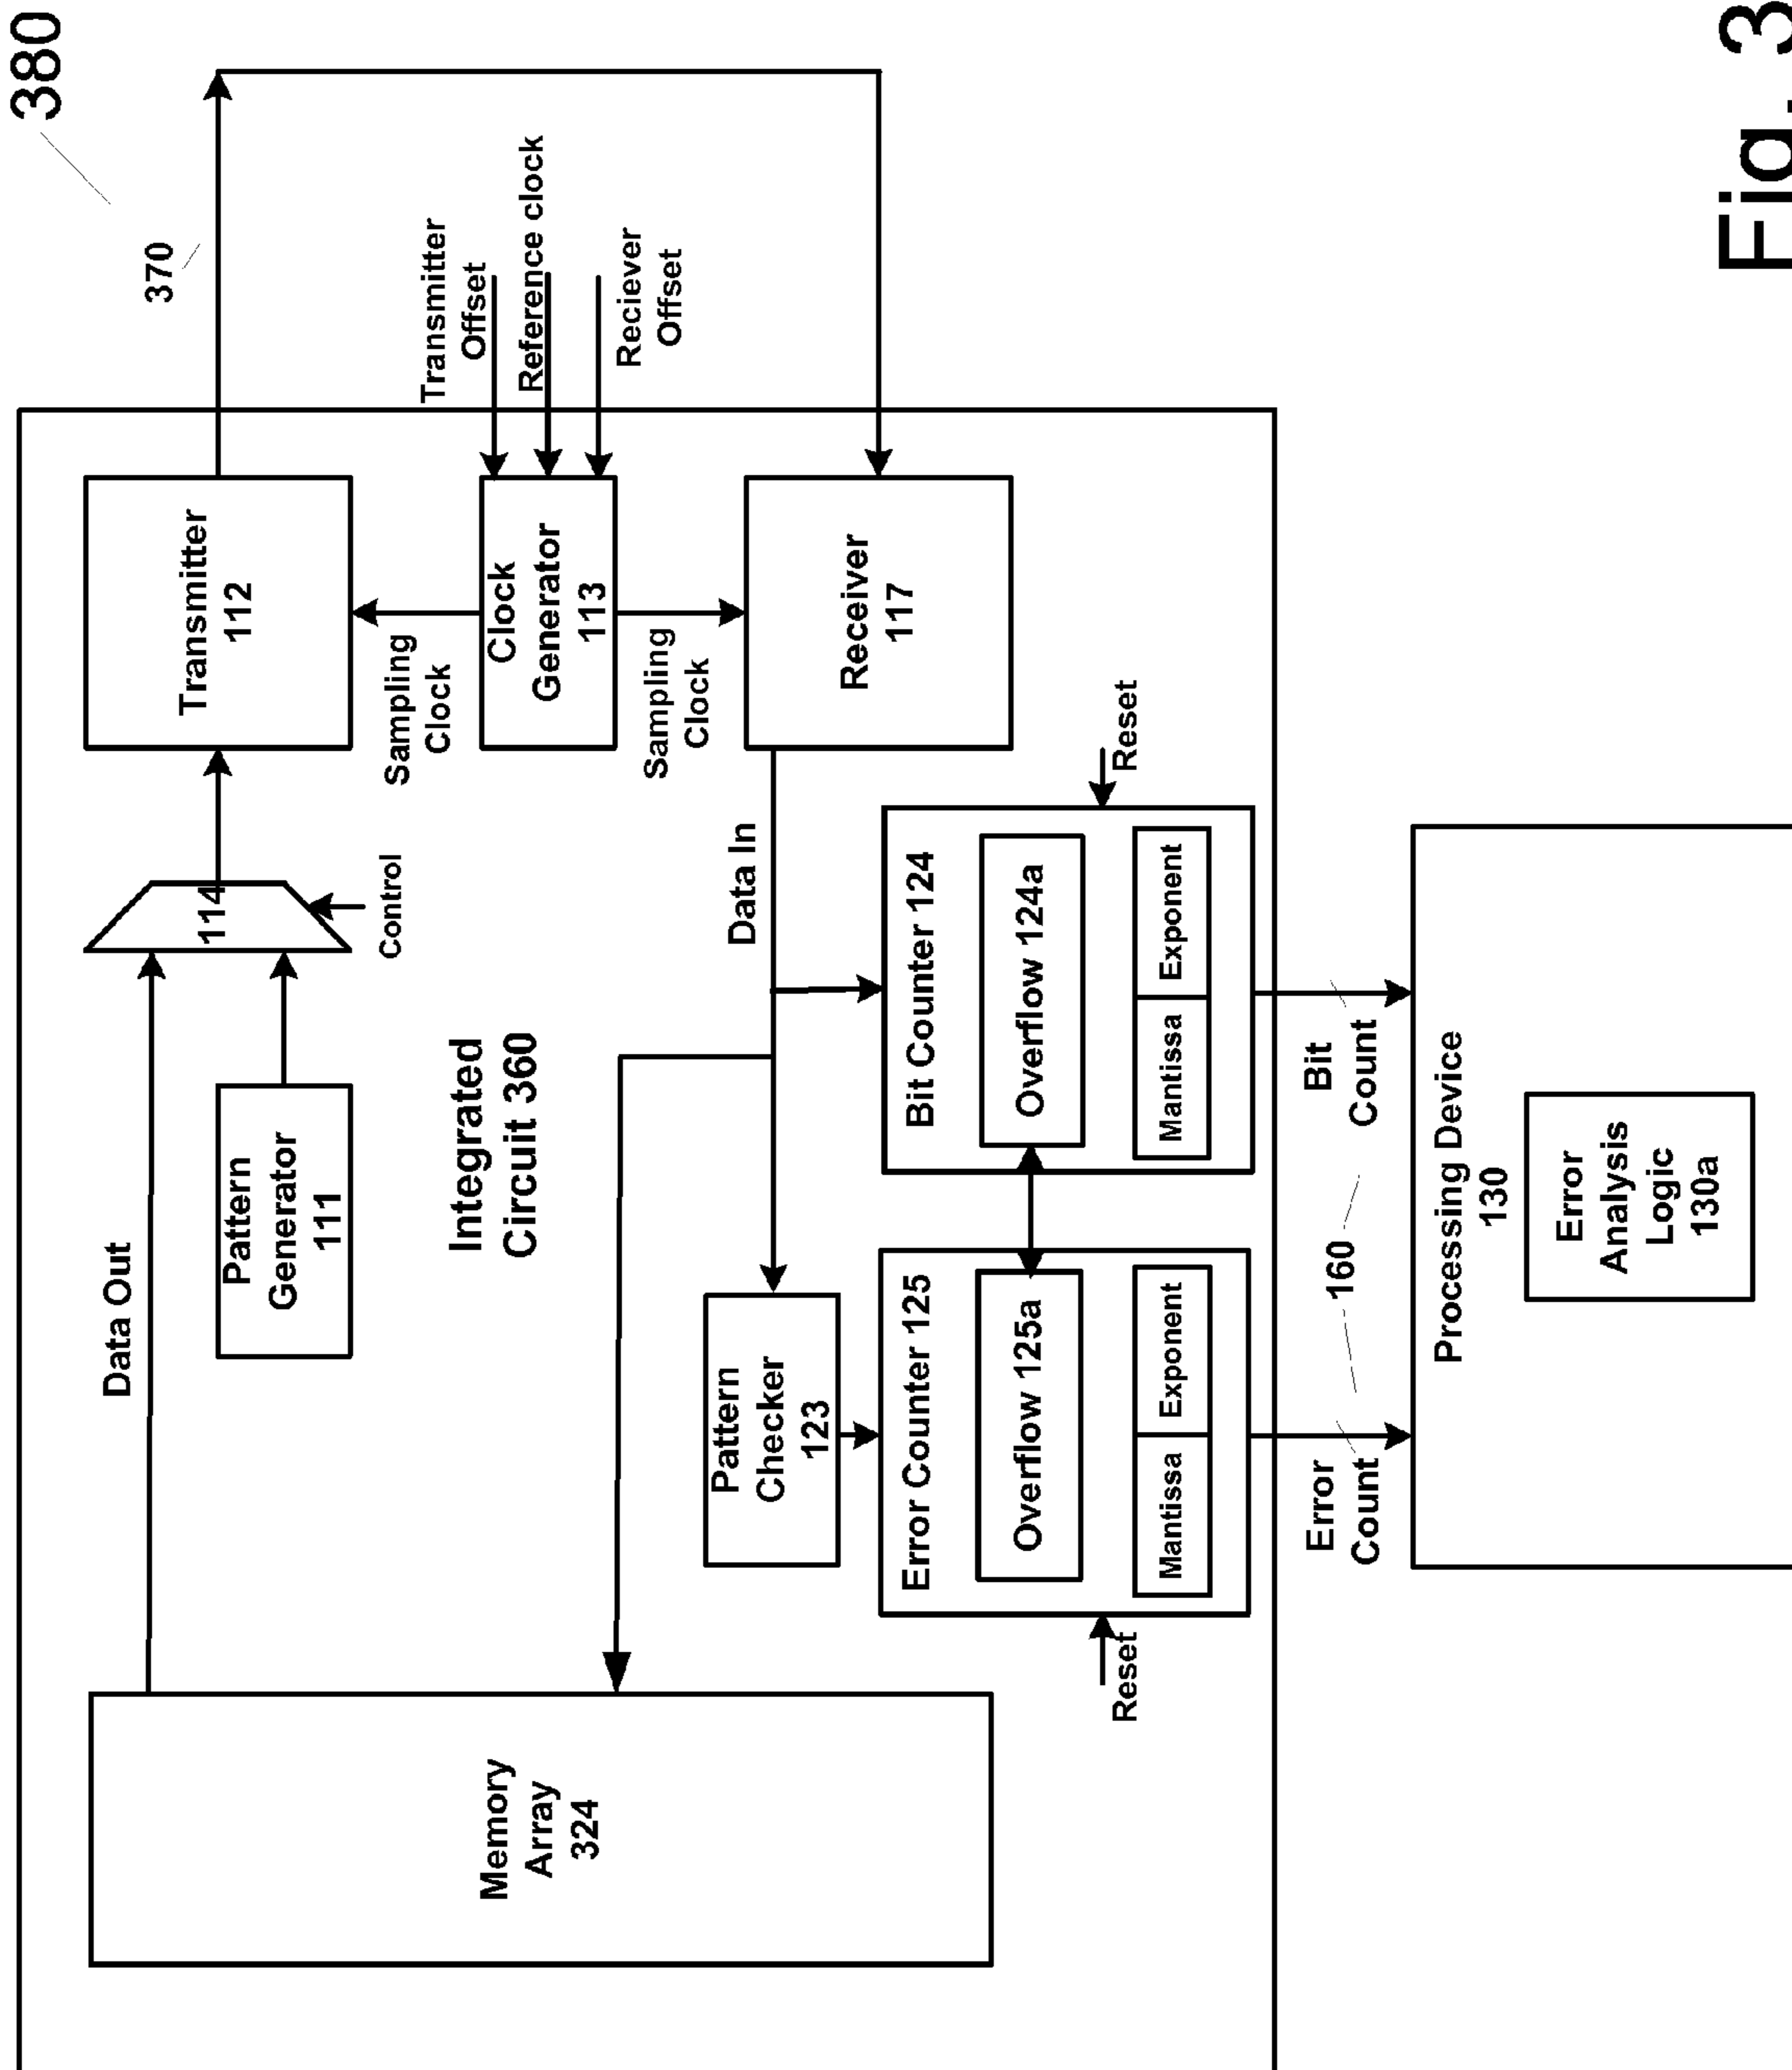 380
370
Data Out
Memory
Array
324
Pattern
Generator
111
114
Control
Transmitter
112
Sampling
Clock
Clock
Generator
113
Sampling
Clock
Transmitter
Offset
Reference clock
Reciever
Offset
Integrated
Circuit 360
Receiver
117
Data In
Pattern
Checker
123
Error Counter 125
Overflow 125a
Mantissa
Exponent
Reset
Bit Counter 124
Overflow 124a
Mantissa
Exponent
Reset
Error
Count
160
Bit
Count
Processing Device
130
Error
Analysis
Logic
130a
Fig. 3